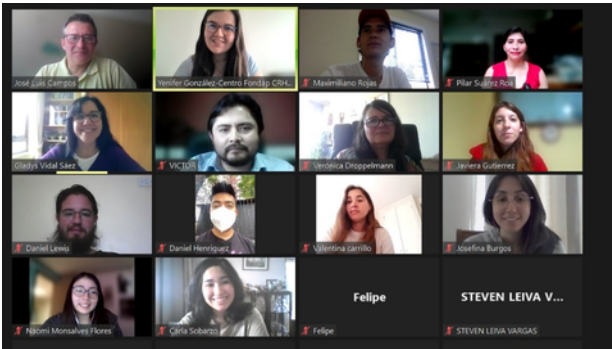 José Luis Campos
Yenifer González-Centro Fondap CRH...
Maximiliano Rojas
Pilar Suárez Roa
Gladys Vidal Sáez
VICTOR
Verónica Droppelmann
Javiera Gutierrez
Daniel Lewis
Daniel Henriquez
Valentina carrillo
Josefina Burgos
Naomi Monsalves Flores
Carla Sobarzo
Felipe
Felipe
STEVEN LEIVA V...
STEVEN LEIVA VARGAS